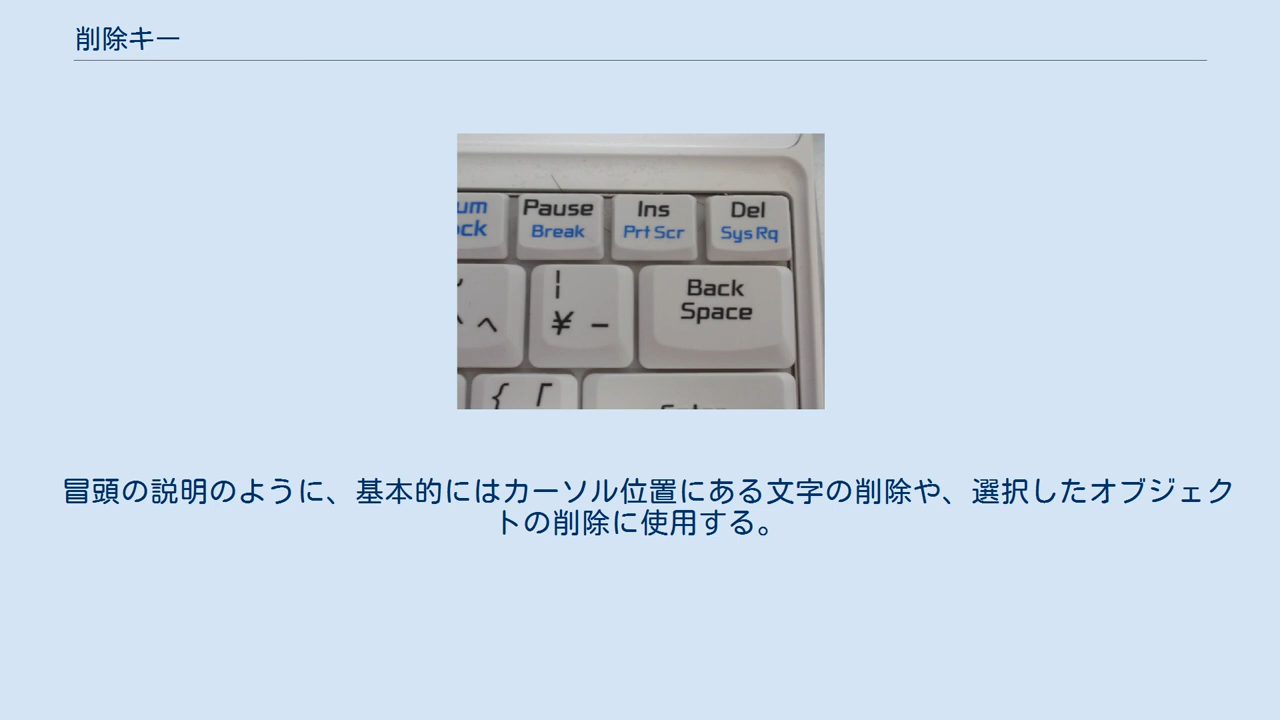 削除キー
Pause
Ins
Del
Break
Prt Scr
Sys Rq
Back
Space
¥ -
{ 「
冒頭の説明のように、基本的にはカーソル位置にある文字の削除や、選択したオブジェク
トの削除に使用する。